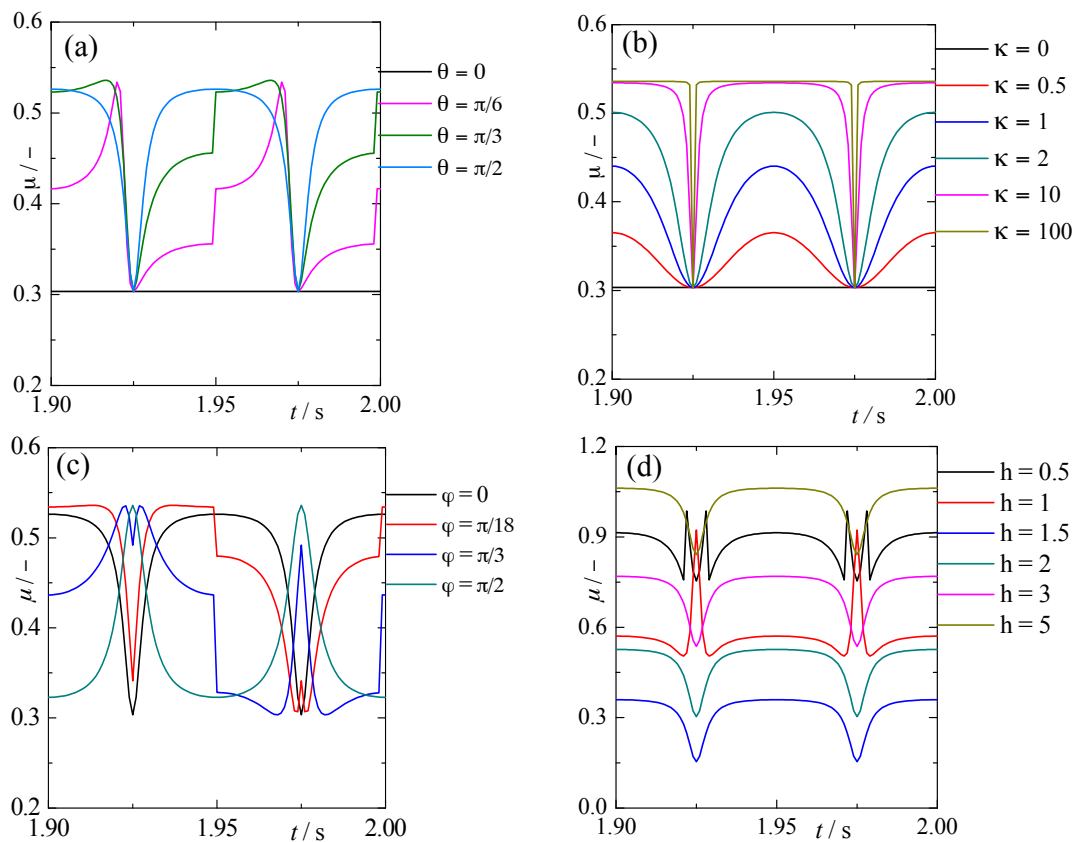 (a)
0.6
0.5
0.4
0.3
0.2
μ / −
1.90
1.95
2.00
t / s
θ = 0
θ = π/6
θ = π/3
θ = π/2
(b)
0.6
0.5
0.4
0.3
0.2
μ / −
1.90
1.95
2.00
t / s
κ = 0
κ = 0.5
κ = 1
κ = 2
κ = 10
κ = 100
(c)
0.6
0.5
0.4
0.3
0.2
μ / −
1.90
1.95
2.00
t / s
φ = 0
φ = π/18
φ = π/3
φ = π/2
(d)
1.2
0.9
0.6
0.3
0.0
μ / −
1.90
1.95
2.00
t / s
h = 0.5
h = 1
h = 1.5
h = 2
h = 3
h = 5